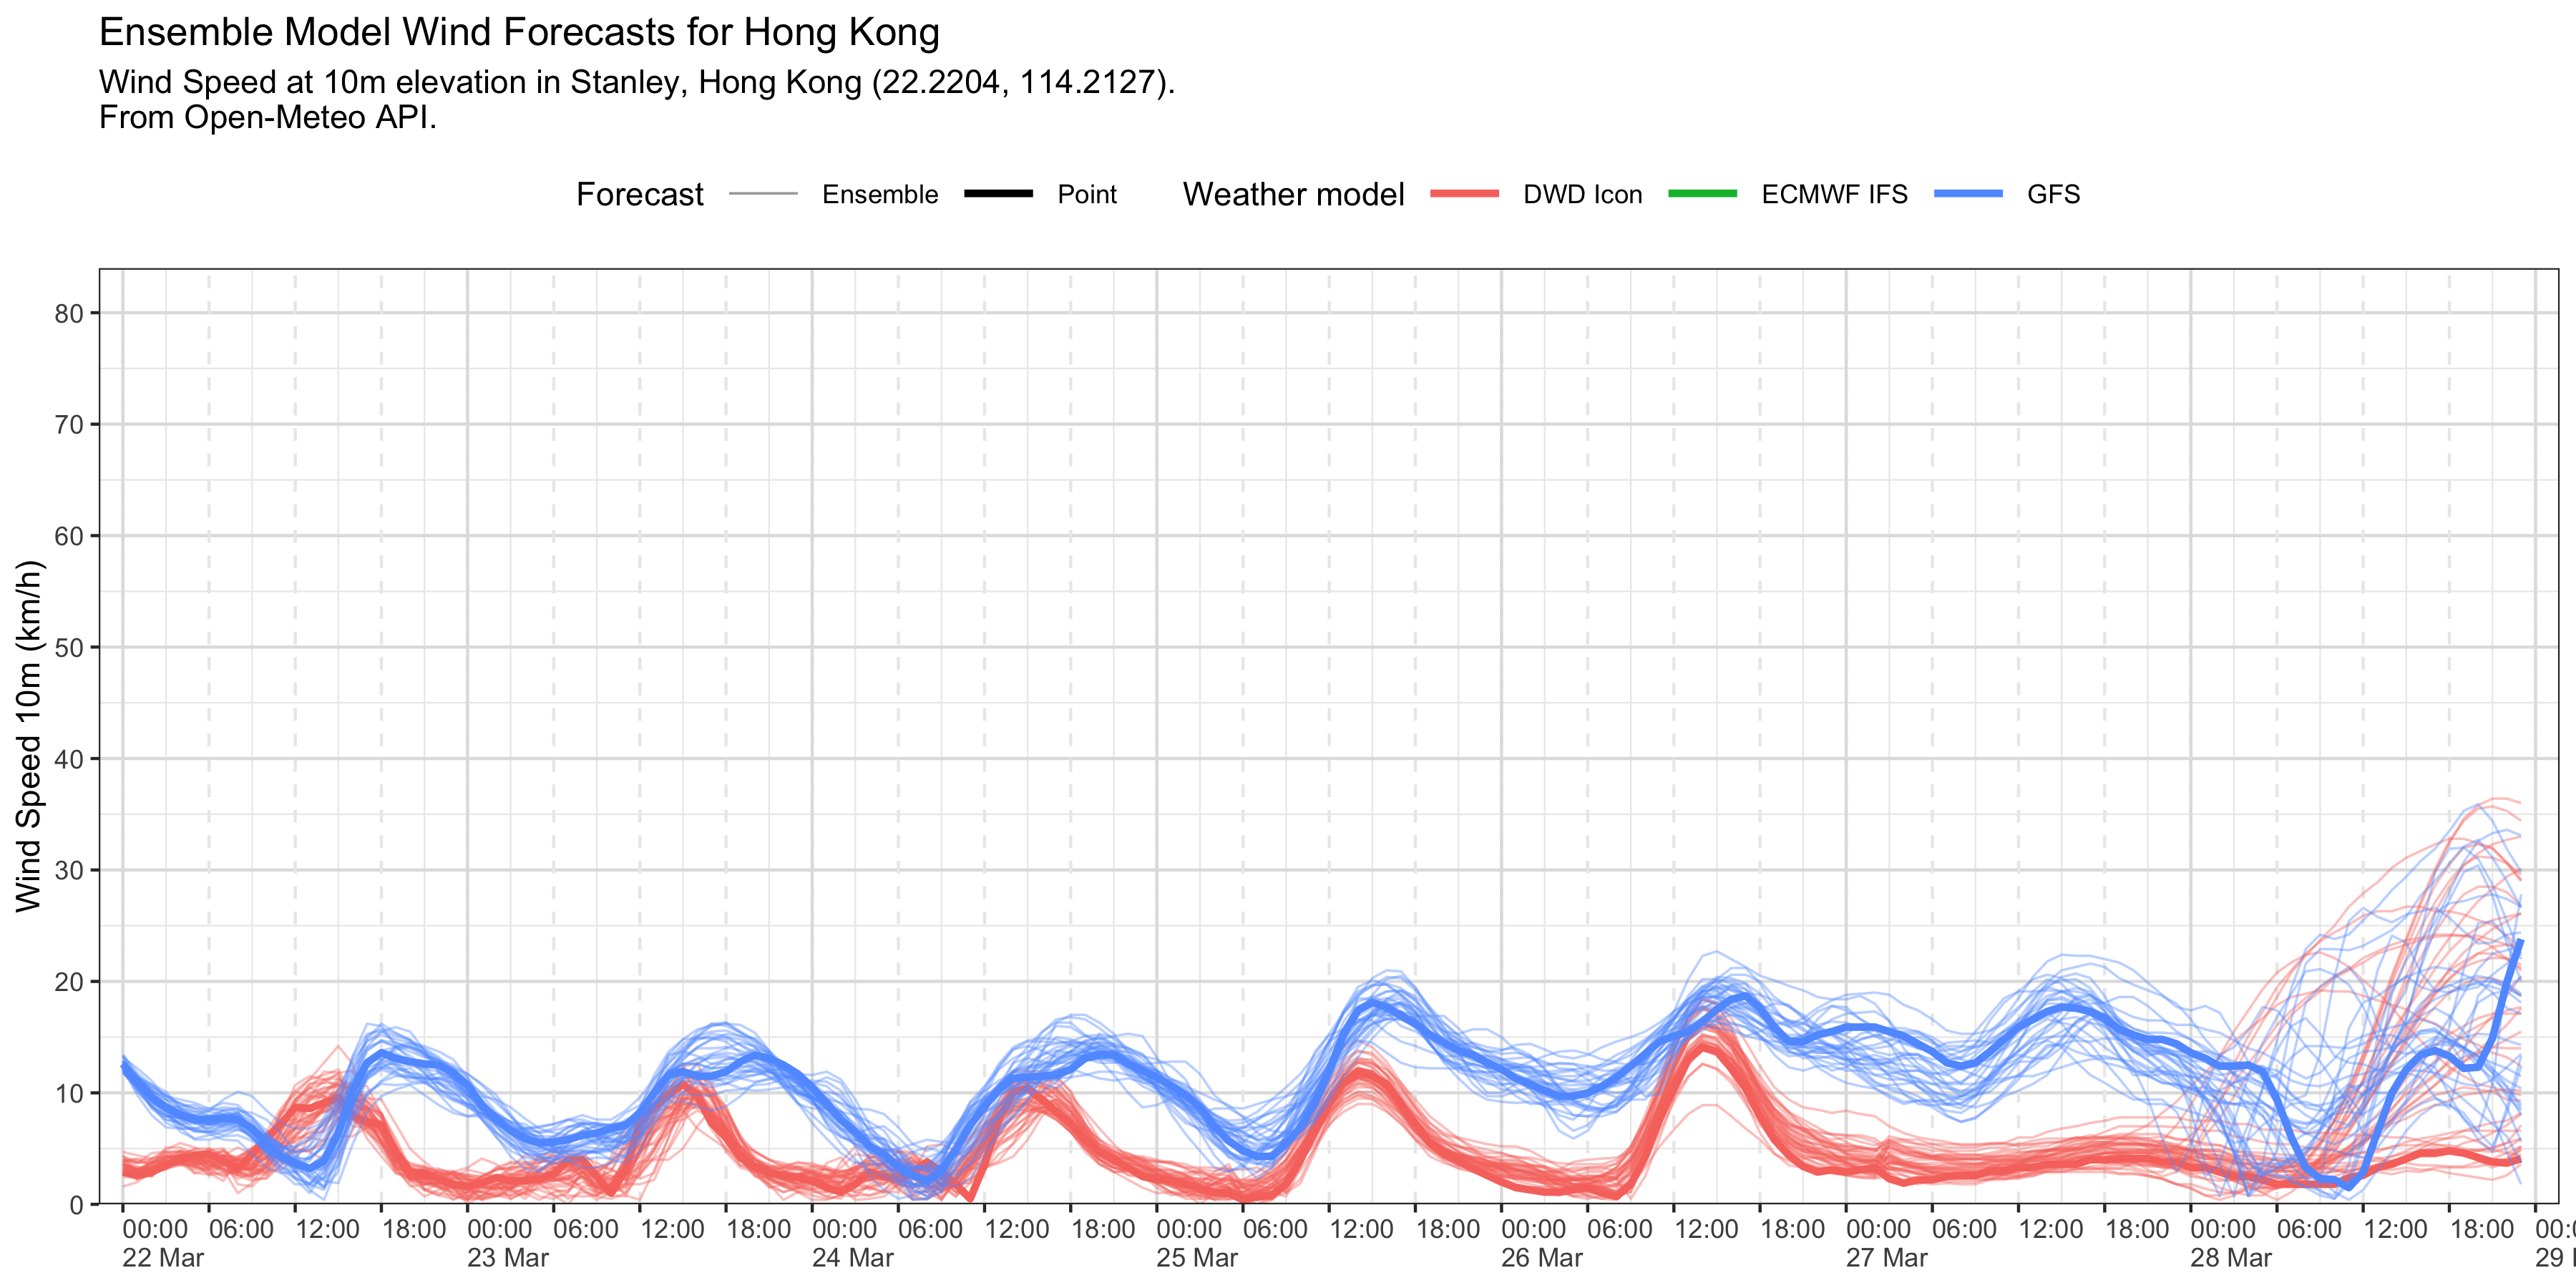 Ensemble Model Wind Forecasts for Hong Kong
Wind Speed at 10m elevation in Stanley, Hong Kong (22.2204, 114.2127).
From Open-Meteo API.
Forecast Ensemble Point Weather model DWD Icon ECMWF IFS GFS
Wind Speed 10m (km/h)
80
70
60
50
40
30
20
10
0
00:00 06:00 12:00 18:00 00:00 06:00 12:00 18:00 00:00 06:00 12:00 18:00 00:00 06:00 12:00 18:00 00:00 06:00 12:00 18:00 00:00 06:00 12:00 18:00 00:00 06:00 12:00 18:00
22 Mar 23 Mar 24 Mar 25 Mar 26 Mar 27 Mar 28 Mar 29